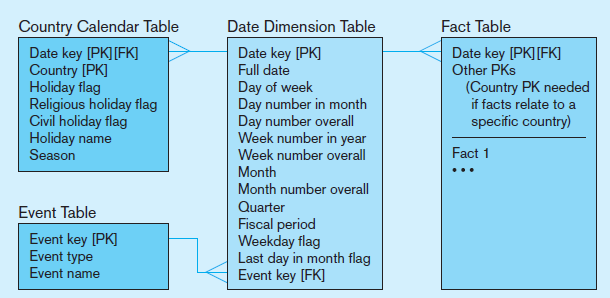 Country Calendar Table
Date key [PK][FK]
Country [PK]
Holiday flag
Religious holiday flag
Civil holiday flag
Holiday name
Season
Event Table
Event key [PK]
Event type
Event name
Date Dimension Table
Date key [PK]
Full date
Day of week
Day number in month
Day number overall
Week number in year
Week number overall
Month
Month number overall
Quarter
Fiscal period
Weekday flag
Last day in month flag
Event key [FK]
Fact Table
Date key [PK][FK]
Other PKs
(Country PK needed
if facts relate to a
specific country)
Fact 1
•••